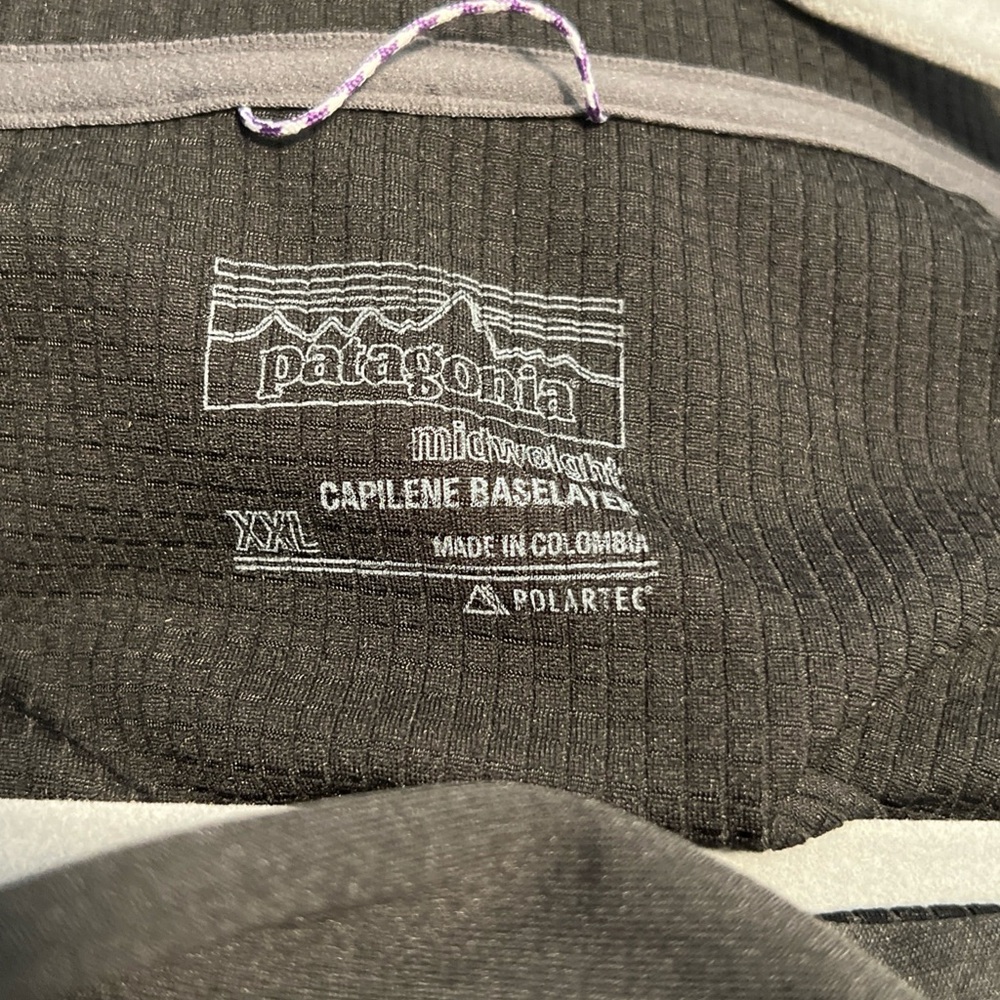 patagonia
midweight
CAPILENE BASELAYER
XXL
MADE IN COLOMBIA
POLARTEC®